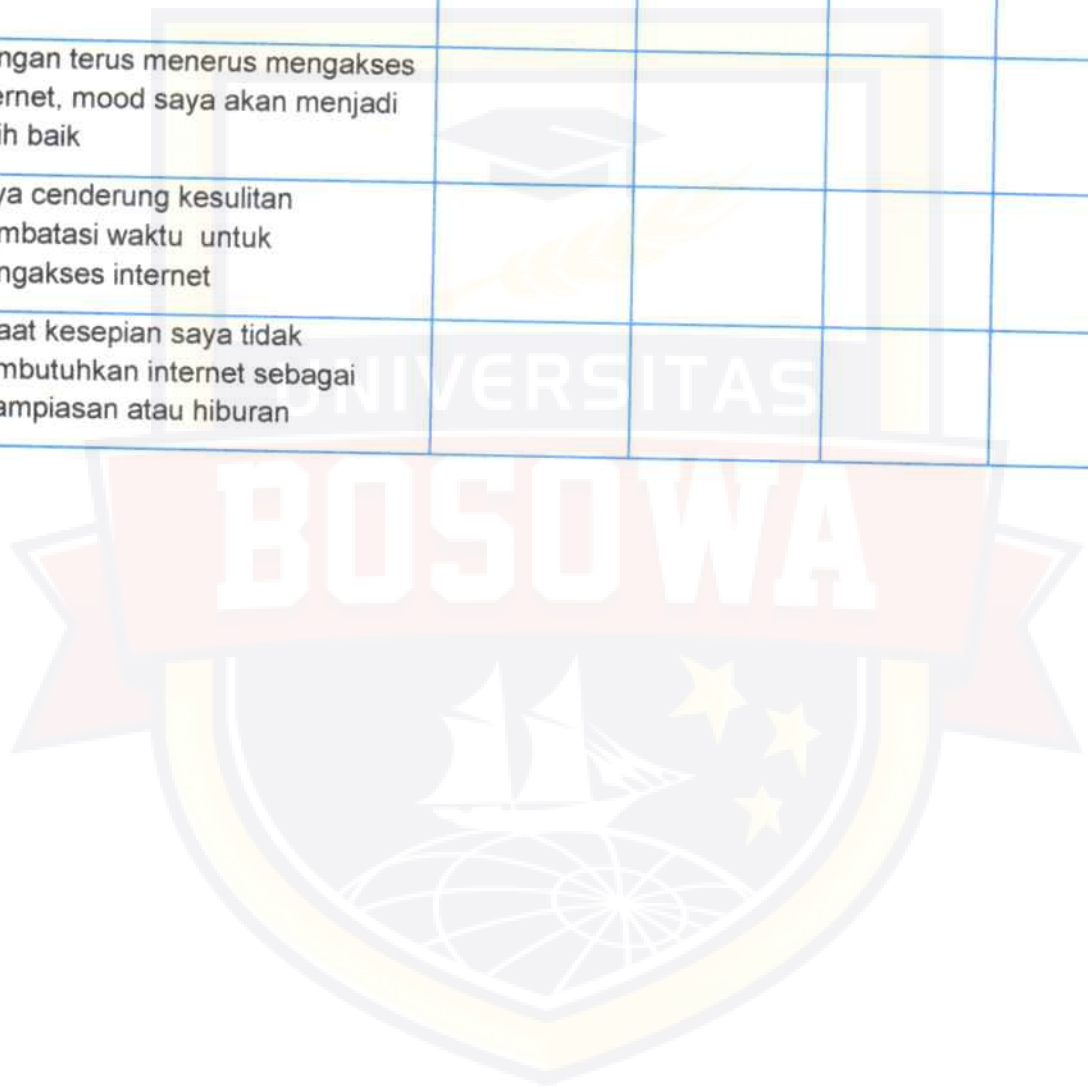 ngan terus menerus mengakses
ernet, mood saya akan menjadi
ih baik
ya cenderung kesulitan
mbatasi waktu untuk
ngakses internet
aat kesepian saya tidak
mbutuhkan internet sebagai
ampiasan atau hiburan
UNIVERSITAS
BOSOWA